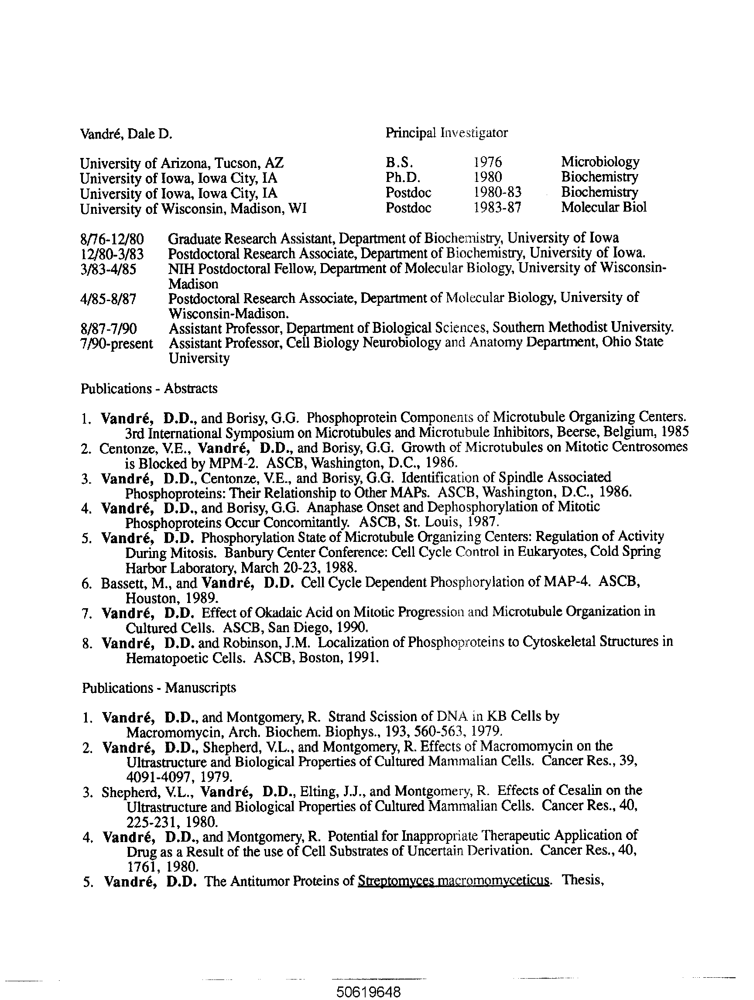 Vandré, Dale D. Principal Investigator
University of Arizona, Tucson, AZ B.S. 1976 Microbiology
University of Iowa, Iowa City, IA Ph.D. 1980 Biochemistry
University of Iowa, Iowa City, IA Postdoc 1980-83 Biochemistry
University of Wisconsin, Madison, WI Postdoc 1983-87 Molecular Biol
8/76-12/80 Graduate Research Assistant, Department of Biochemistry, University of Iowa
12/80-3/83 Postdoctoral Research Associate, Department of Biochemistry, University of Iowa.
3/83-4/85 NIH Postdoctoral Fellow, Department of Molecular Biology, University of Wisconsin-
Madison
4/85-8/87 Postdoctoral Research Associate, Department of Molecular Biology, University of
Wisconsin-Madison.
8/87-7/90 Assistant Professor, Department of Biological Sciences, Southern Methodist University.
7/90-present Assistant Professor, Cell Biology Neurobiology and Anatomy Department, Ohio State
University
Publications - Abstracts
1. Vandré, D.D., and Borisy, G.G. Phosphoprotein Components of Microtubule Organizing Centers.
3rd International Symposium on Microtubules and Microtubule Inhibitors, Beerse, Belgium, 1985
2. Centonze, V.E., Vandré, D.D., and Borisy, G.G. Growth of Microtubules on Mitotic Centrosomes
is Blocked by MPM-2. ASCB, Washington, D.C., 1986.
3. Vandré, D.D., Centonze, V.E., and Borisy, G.G. Identification of Spindle Associated
Phosphoproteins: Their Relationship to Other MAPs. ASCB, Washington, D.C., 1986.
4. Vandré, D.D., and Borisy, G.G. Anaphase Onset and Dephosphorylation of Mitotic
Phosphoproteins Occur Concomitantly. ASCB, St. Louis, 1987.
5. Vandré, D.D. Phosphorylation State of Microtubule Organizing Centers: Regulation of Activity
During Mitosis. Banbury Center Conference: Cell Cycle Control in Eukaryotes, Cold Spring
Harbor Laboratory, March 20-23, 1988.
6. Bassett, M., and Vandré, D.D. Cell Cycle Dependent Phosphorylation of MAP-4. ASCB,
Houston, 1989.
7. Vandré, D.D. Effect of Okadaic Acid on Mitotic Progression and Microtubule Organization in
Cultured Cells. ASCB, San Diego, 1990.
8. Vandré, D.D. and Robinson, J.M. Localization of Phosphoproteins to Cytoskeletal Structures in
Hematopoetic Cells. ASCB, Boston, 1991.
Publications - Manuscripts
1. Vandré, D.D., and Montgomery, R. Strand Scission of DNA in KB Cells by
Macromomycin, Arch. Biochem. Biophys., 193, 560-563, 1979.
2. Vandré, D.D., Shepherd, V.L., and Montgomery, R. Effects of Macromomycin on the
Ultrastructure and Biological Properties of Cultured Mammalian Cells. Cancer Res., 39,
4091-4097, 1979.
3. Shepherd, V.L., Vandré, D.D., Elting, J.J., and Montgomery, R. Effects of Cesalin on the
Ultrastructure and Biological Properties of Cultured Mammalian Cells. Cancer Res., 40,
225-231, 1980.
4. Vandré, D.D., and Montgomery, R. Potential for Inappropriate Therapeutic Application of
Drug as a Result of the use of Cell Substrates of Uncertain Derivation. Cancer Res., 40,
1761, 1980.
5. Vandré, D.D. The Antitumor Proteins of Streptomyces macromomyceticus. Thesis,
50619648